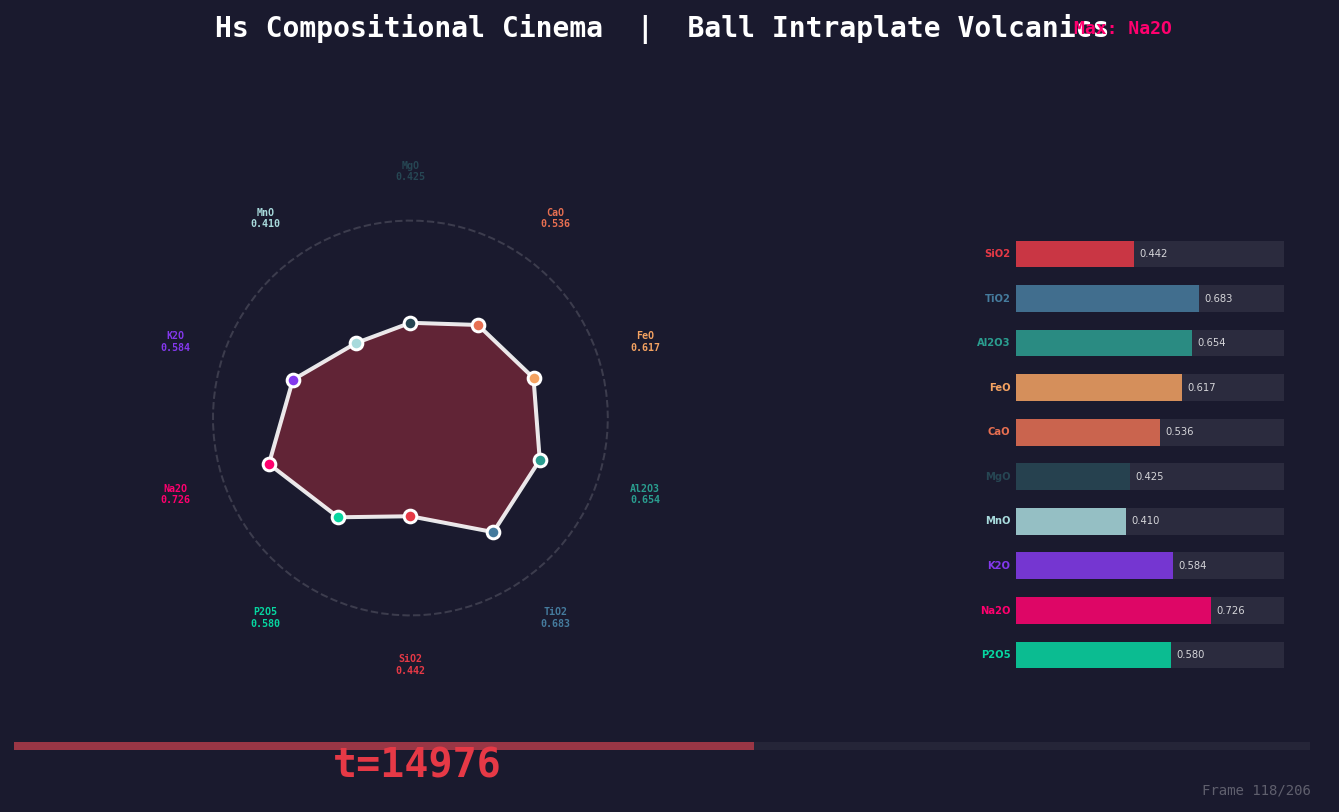 Hs Compositional Cinema  |  Ball Intraplate Volcanics
Max: Na2O
MgO
0.425
MnO
0.410
CaO
0.536
K2O
0.584
FeO
0.617
Na2O
0.726
Al2O3
0.654
P2O5
0.580
TiO2
0.683
SiO2
0.442
SiO2 0.442
TiO2 0.683
Al2O3 0.654
FeO 0.617
CaO 0.536
MgO 0.425
MnO 0.410
K2O 0.584
Na2O 0.726
P2O5 0.580
t=14976
Frame 118/206